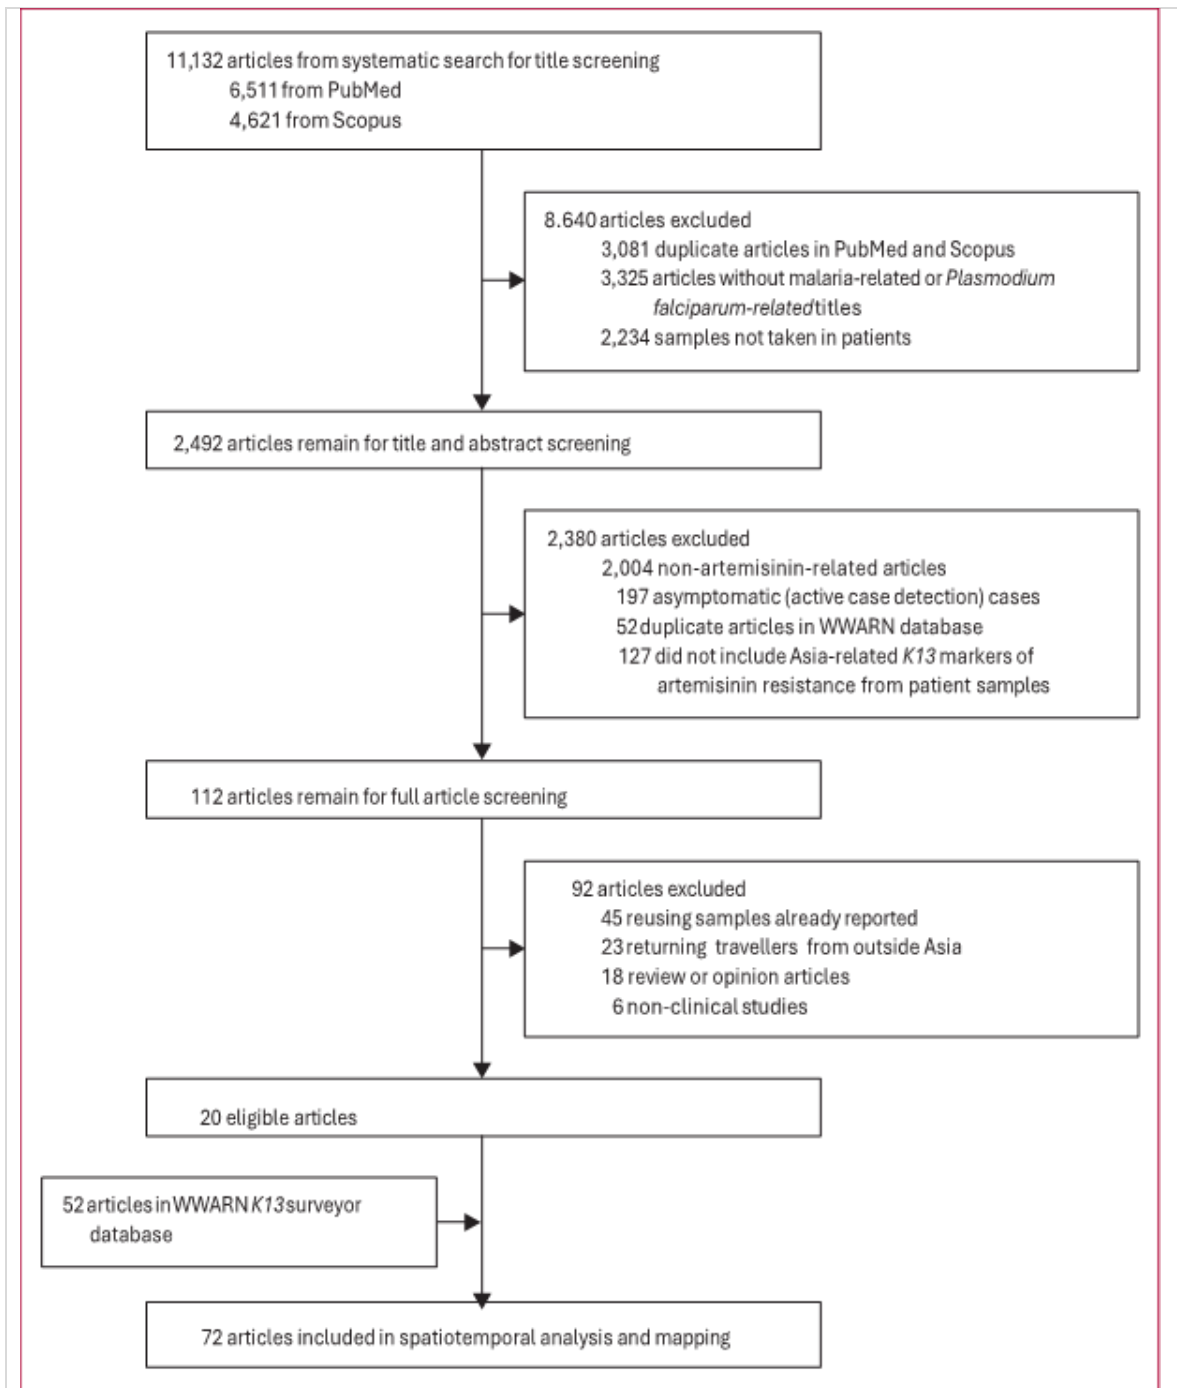 11,132 articles from systematic search for title screening
6,511 from PubMed
4,621 from Scopus
8.640 articles excluded
3,081 duplicate articles in PubMed and Scopus
3,325 articles without malaria-related or Plasmodium
falciparum-related titles
2,234 samples not taken in patients
2,492 articles remain for title and abstract screening
2,380 articles excluded
2,004 non-artemisinin-related articles
197 asymptomatic (active case detection) cases
52 duplicate articles in WWARN database
127 did not include Asia-related K13 markers of
artemisinin resistance from patient samples
112 articles remain for full article screening
92 articles excluded
45 reusing samples already reported
23 returning travellers from outside Asia
18 review or opinion articles
6 non-clinical studies
20 eligible articles
52 articles in WWARN K13 surveyor
database
72 articles included in spatiotemporal analysis and mapping